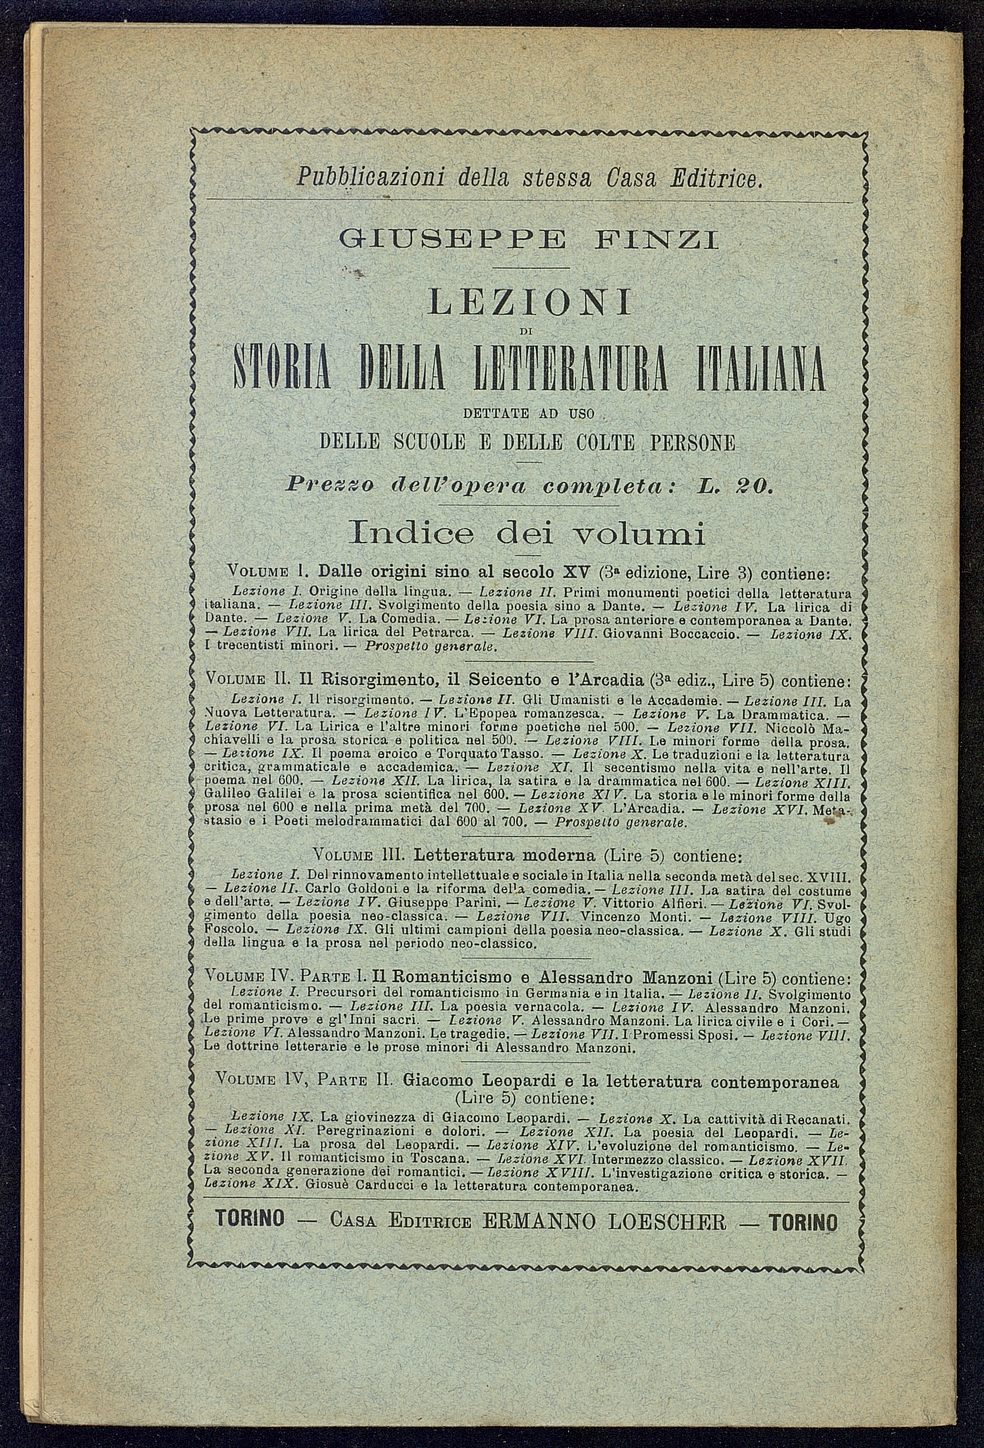 Pubblicazioni della stessa Casa Editrice.
GIUSEPPE FINZI
LEZIONI
DI
STORIA DELLA LETTERATURA ITALIANA
DETTATE AD USO
DELLE SCUOLE E DELLE COLTE PERSONE
Prezzo dell'opera completa: L. 20.
Indice dei volumi
VOLUME I. Dalle origini sino al secolo XV (3ª edizione, Lire 3) contiene:
Lezione I. Origine della lingua. — Lezione II. Primi monumenti poetici della letteratura
italiana. — Lezione III. Svolgimento della poesia sino a Dante. — Lezione IV. La lirica di
Dante. — Lezione V. La Comedia. — Lezione VI. La prosa anteriore e contemporanea a Dante.
— Lezione VII. La lirica del Petrarca. — Lezione VIII. Giovanni Boccaccio. — Lezione IX.
I trecentisti minori. — Prospetto generale.
VOLUME II. Il Risorgimento, il Seicento e l'Arcadia (3ª ediz., Lire 5) contiene:
Lezione I. Il risorgimento. — Lezione II. Gli Umanisti e le Accademie. — Lezione III. La
Nuova Letteratura. — Lezione IV. L'Epopea romanzesca. — Lezione V. La Drammatica. —
Lezione VI. La Lirica e l'altre minori forme poetiche nel 500. — Lezione VII. Niccolò Ma-
chiavelli e la prosa storica e politica nel 500. — Lezione VIII. Le minori forme della prosa.
— Lezione IX. Il poema eroico e Torquato Tasso. — Lezione X. Le traduzioni e la letteratura
critica, grammaticale e accademica. — Lezione XI. Il secentismo nella vita e nell'arte. Il
poema nel 600. — Lezione XII. La lirica, la satira e la drammatica nel 600. — Lezione XIII.
Galileo Galilei e la prosa scientifica nel 600. — Lezione XIV. La storia e le minori forme della
prosa nel 600 e nella prima metà del 700. — Lezione XV. L'Arcadia. — Lezione XVI. Meta-
stasio e i Poeti melodrammatici dal 600 al 700. — Prospetto generale.
VOLUME III. Letteratura moderna (Lire 5) contiene:
Lezione I. Del rinnovamento intellettuale e sociale in Italia nella seconda metà del sec. XVIII.
— Lezione II. Carlo Goldoni e la riforma della comedia. — Lezione III. La satira del costume
e dell'arte. — Lezione IV. Giuseppe Parini. — Lezione V. Vittorio Alfieri. — Lezione VI. Svol-
gimento della poesia neo-classica. — Lezione VII. Vincenzo Monti. — Lezione VIII. Ugo
Foscolo. — Lezione IX. Gli ultimi campioni della poesia neo-classica. — Lezione X. Gli studi
della lingua e la prosa nel periodo neo-classico.
VOLUME IV. PARTE I. Il Romanticismo e Alessandro Manzoni (Lire 5) contiene:
Lezione I. Precursori del romanticismo in Germania e in Italia. — Lezione II. Svolgimento
del romanticismo. — Lezione III. La poesia vernacola. — Lezione IV. Alessandro Manzoni.
Le prime prove e gl'Inni sacri. — Lezione V. Alessandro Manzoni. La lirica civile e i Cori. —
Lezione VI. Alessandro Manzoni. Le tragedie. — Lezione VII. I Promessi Sposi. — Lezione VIII.
Le dottrine letterarie e le prose minori di Alessandro Manzoni.
VOLUME IV, PARTE II. Giacomo Leopardi e la letteratura contemporanea
(Lire 5) contiene:
Lezione IX. La giovinezza di Giacomo Leopardi. — Lezione X. La cattività di Recanati.
— Lezione XI. Peregrinazioni e dolori. — Lezione XII. La poesia del Leopardi. — Le-
zione XIII. La prosa del Leopardi. — Lezione XIV. L'evoluzione del romanticismo. — Le-
zione XV. Il romanticismo in Toscana. — Lezione XVI. Intermezzo classico. — Lezione XVII.
La seconda generazione dei romantici. — Lezione XVIII. L'investigazione critica e storica. —
Lezione XIX. Giosuè Carducci e la letteratura contemporanea.
TORINO — CASA EDITRICE ERMANNO LOESCHER — TORINO